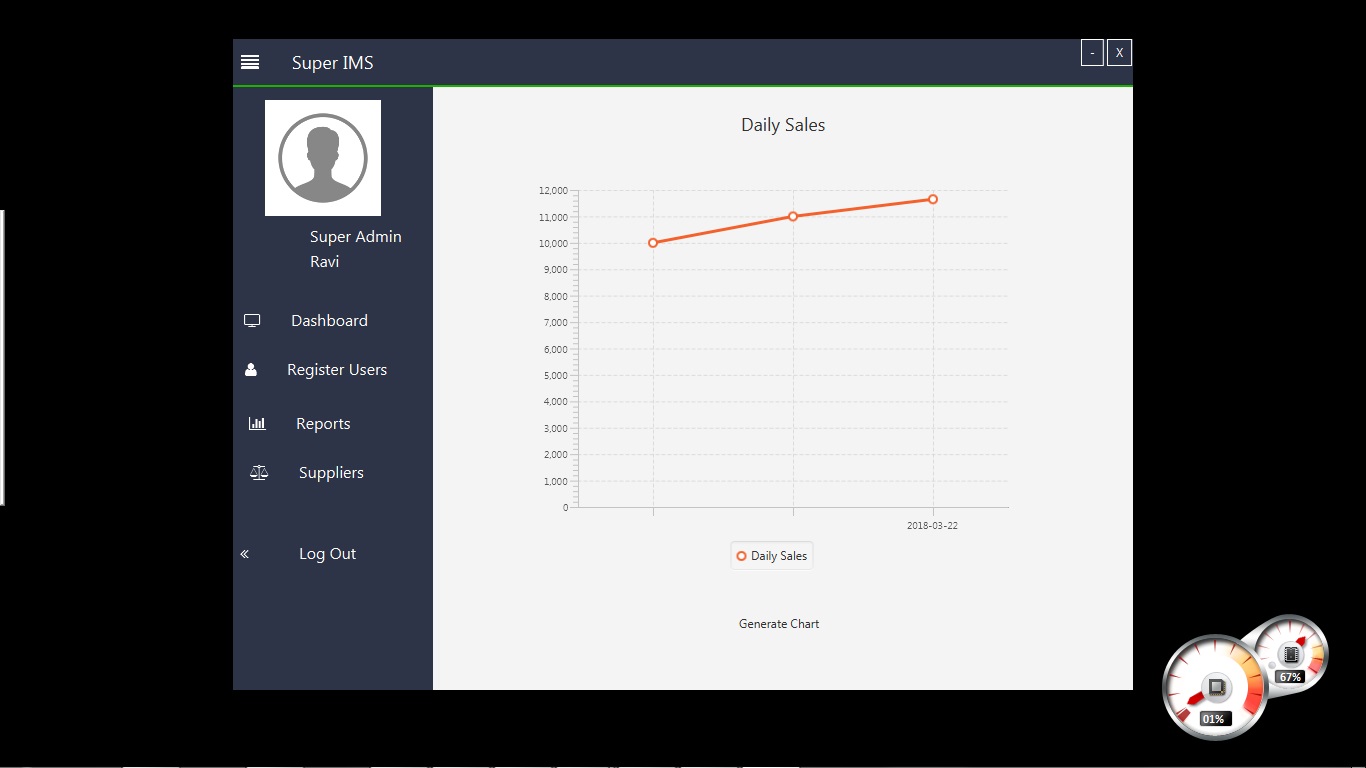 Super IMS
- X
Super Admin
Ravi
Dashboard
Register Users
Reports
Suppliers
« Log Out
Daily Sales
12,000
11,000
10,000
9,000
8,000
7,000
6,000
5,000
4,000
3,000
2,000
1,000
0
2018-03-22
Daily Sales
Generate Chart
67%
01%